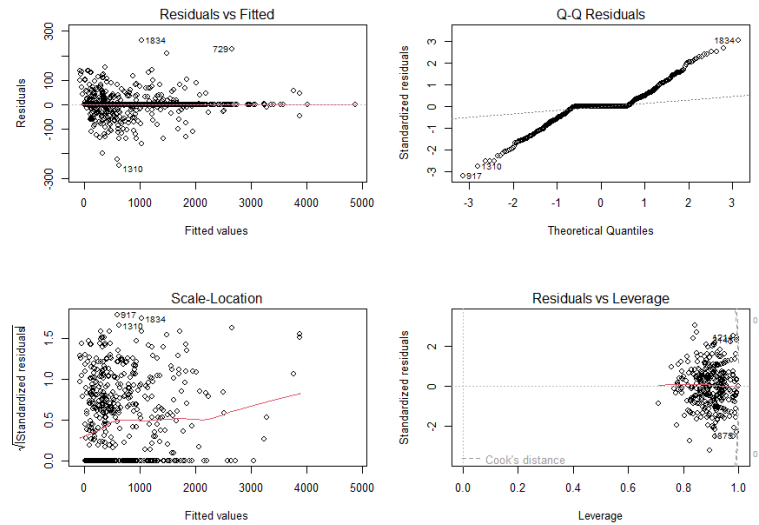 Residuals vs Fitted
Residuals
300
100
0
-100
-300
1834
729
1310
0 1000 2000 3000 4000 5000
Fitted values
Q-Q Residuals
Standardized residuals
3
2
1
0
-1
-2
-3
1834
1310
917
-3 -2 -1 0 1 2 3
Theoretical Quantiles
Scale-Location
√|Standardized residuals|
1.5
1.0
0.5
0.0
917
1834
1310
0 1000 2000 3000 4000 5000
Fitted values
Residuals vs Leverage
Standardized residuals
2
0
-2
1875
Cook's distance
0
0
0.0 0.2 0.4 0.6 0.8 1.0
Leverage